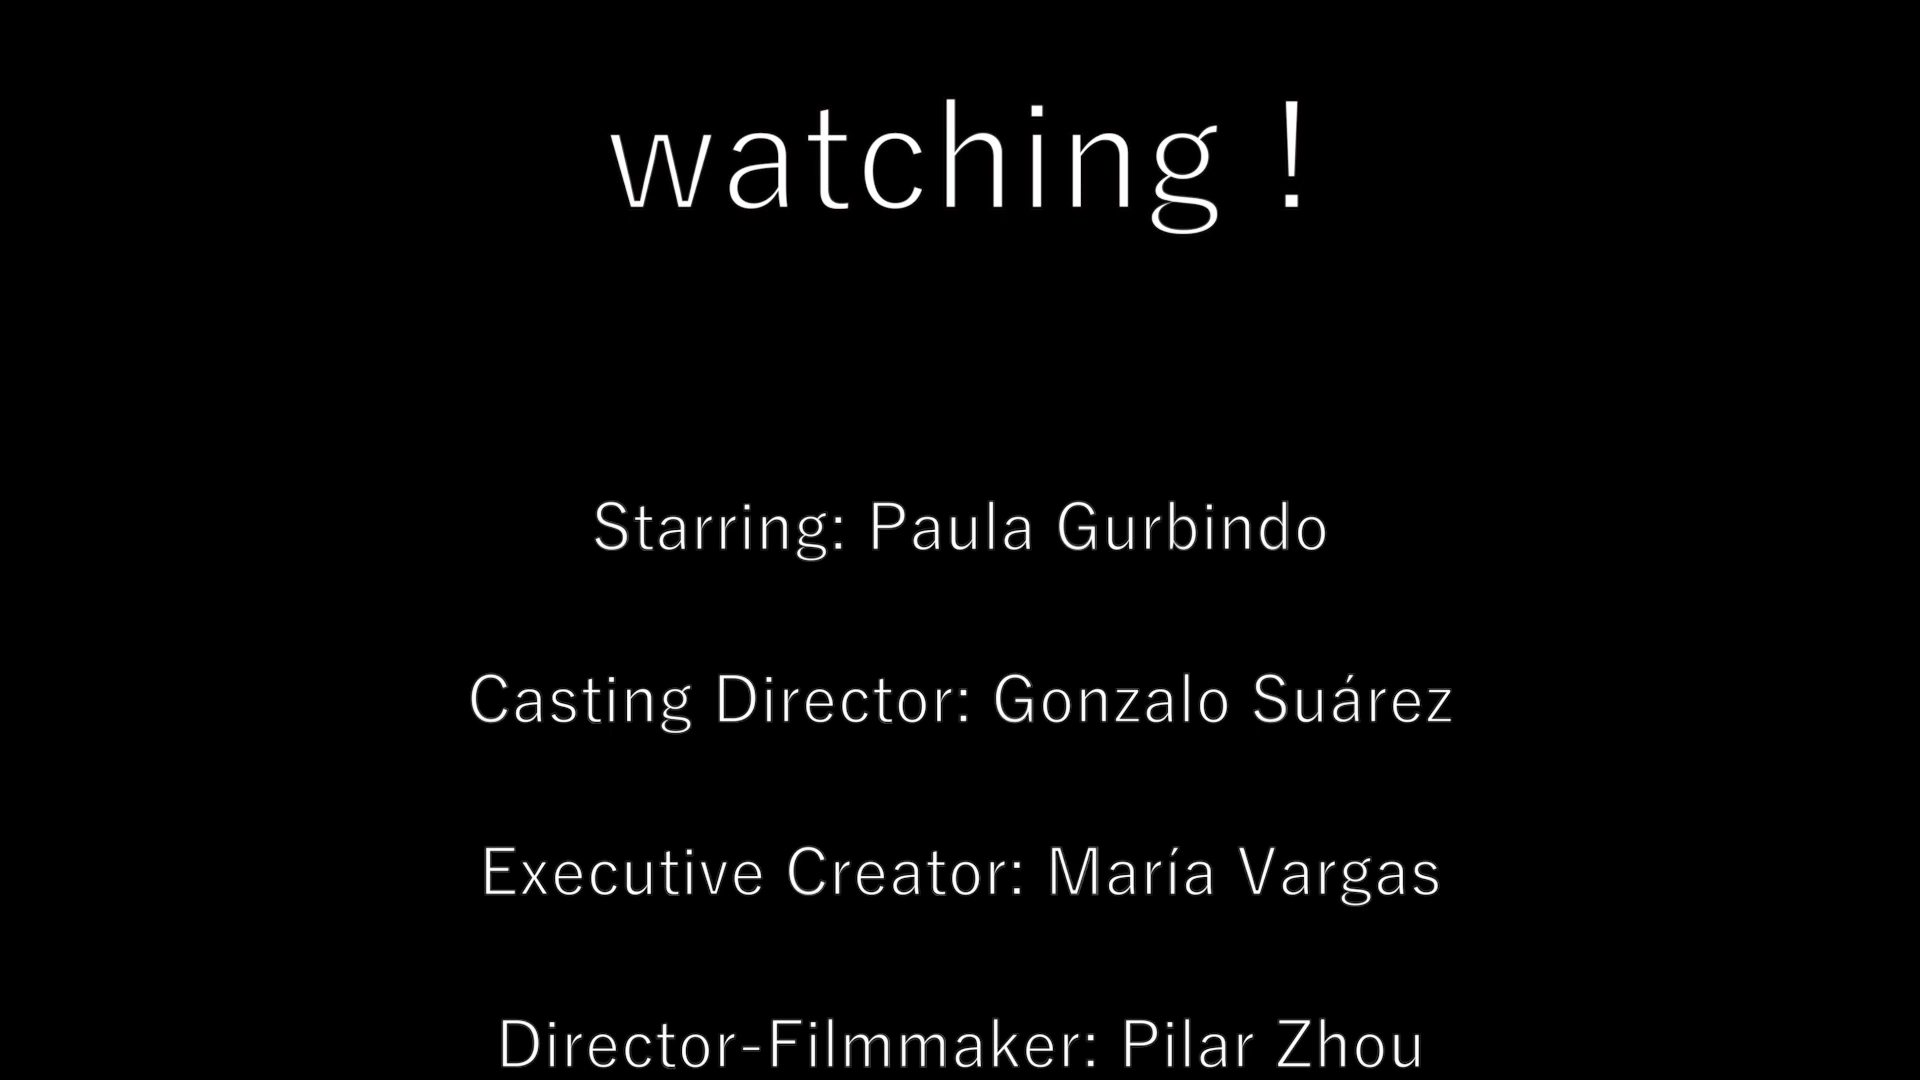 watching !
Starring: Paula Gurbindo
Casting Director: Gonzalo Suárez
Executive Creator: María Vargas
Director-Filmmaker: Pilar Zhou